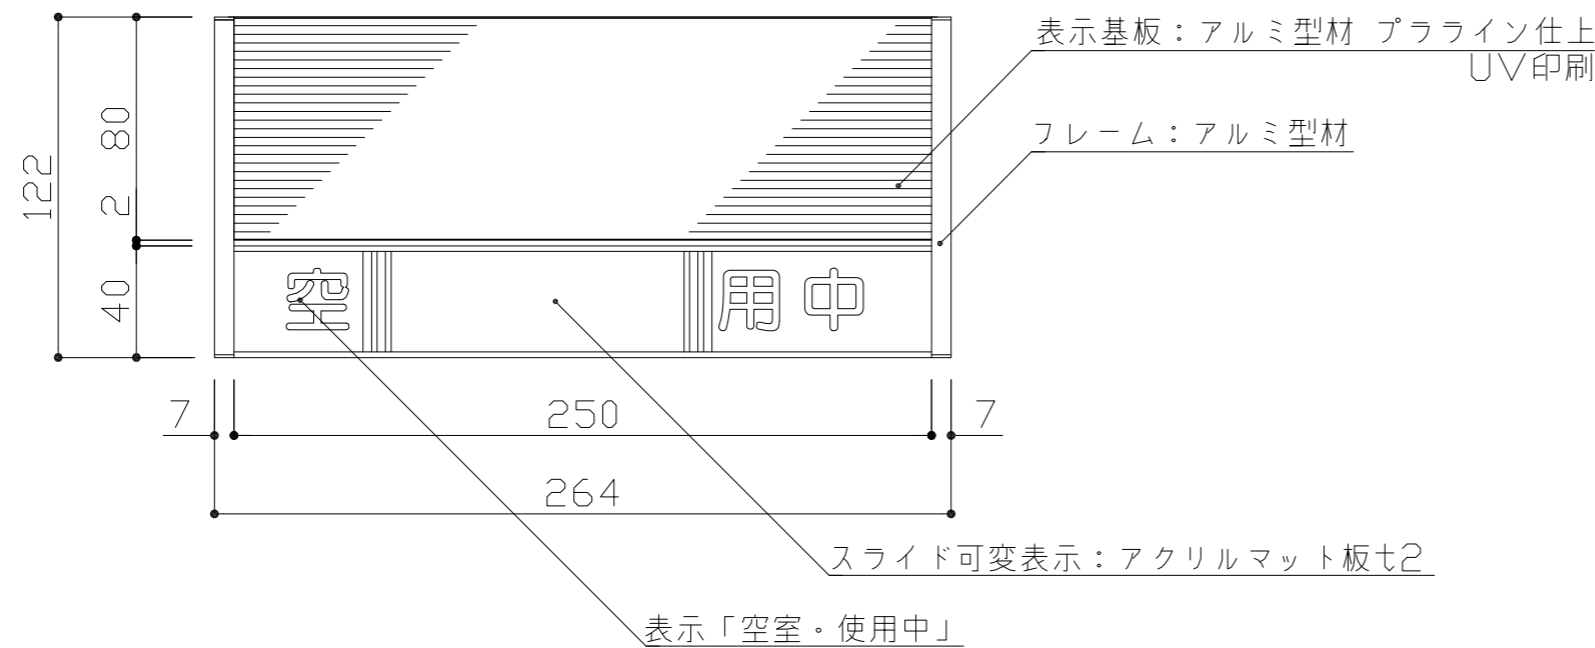 表示基板：アルミ型材 プラライン仕上
UV印刷
フレーム：アルミ型材
122
80
2
40
空
用中
7
250
7
264
スライド可変表示：アクリルマット板t2
表示「空室・使用中」